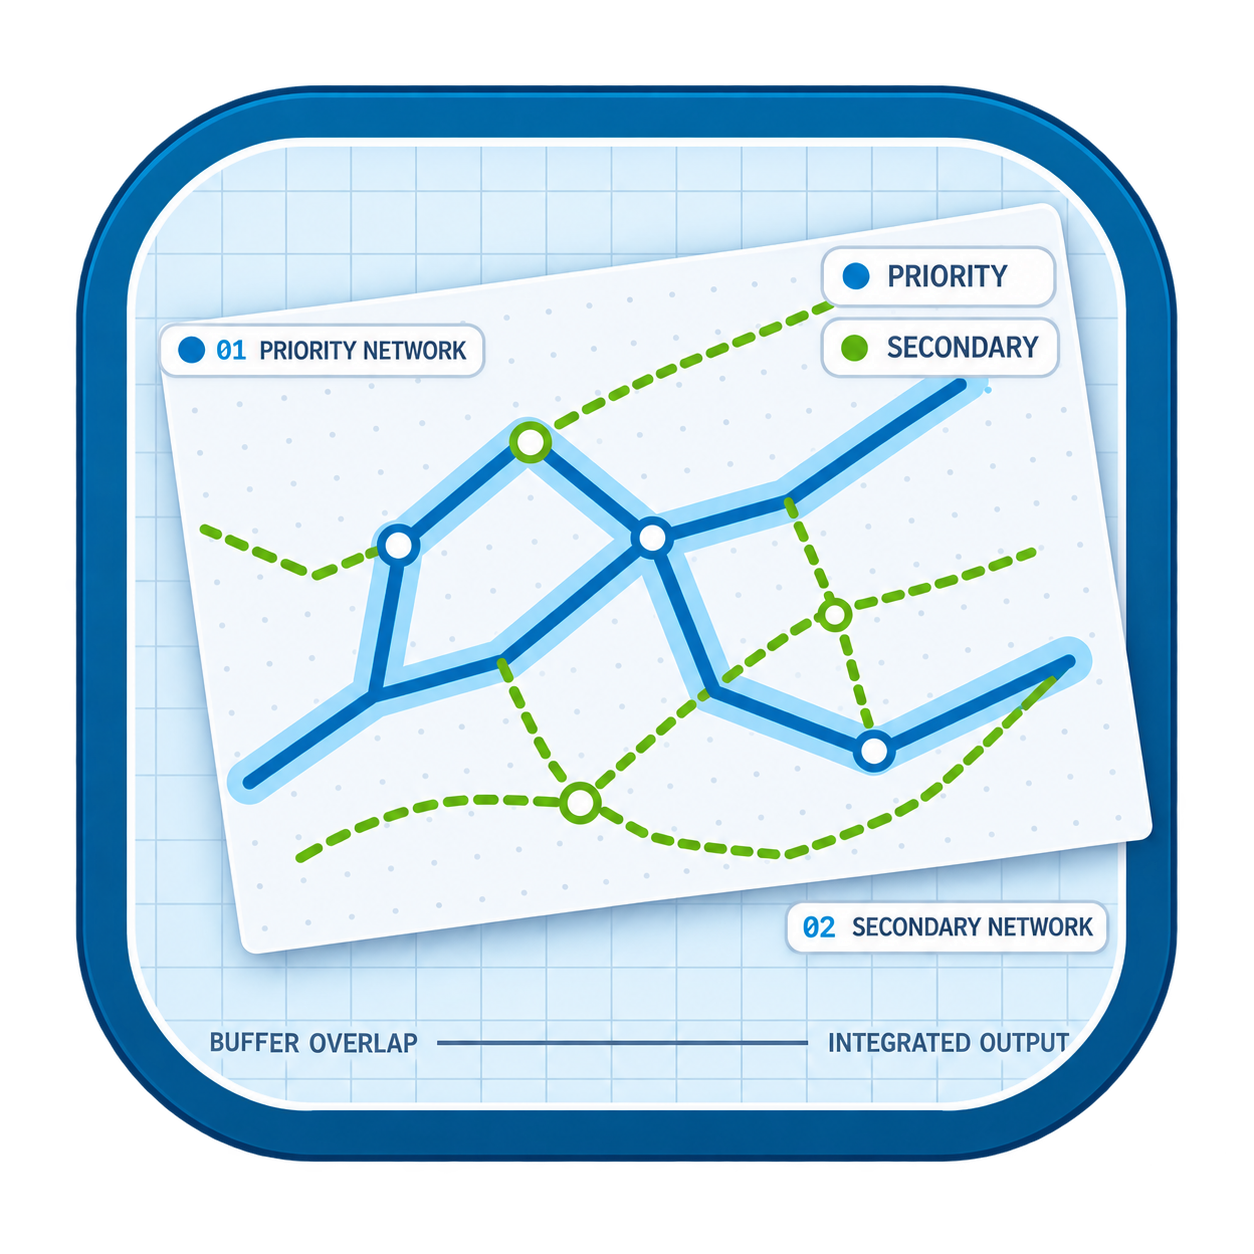 PRIORITY
SECONDARY
01 PRIORITY NETWORK
02 SECONDARY NETWORK
BUFFER OVERLAP
INTEGRATED OUTPUT